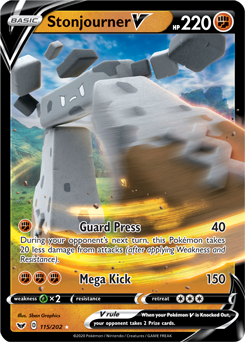 BASIC Stonjourner V HP 220
Guard Press 40
During your opponent's next turn, this Pokémon takes
20 less damage from attacks (after applying Weakness and
Resistance).
Mega Kick 150
weakness ×2 resistance retreat
Illus. 5ban Graphics
V rule When your Pokémon V is Knocked Out,
your opponent takes 2 Prize cards.
115/202
©2020 Pokémon / Nintendo / Creatures / GAME FREAK